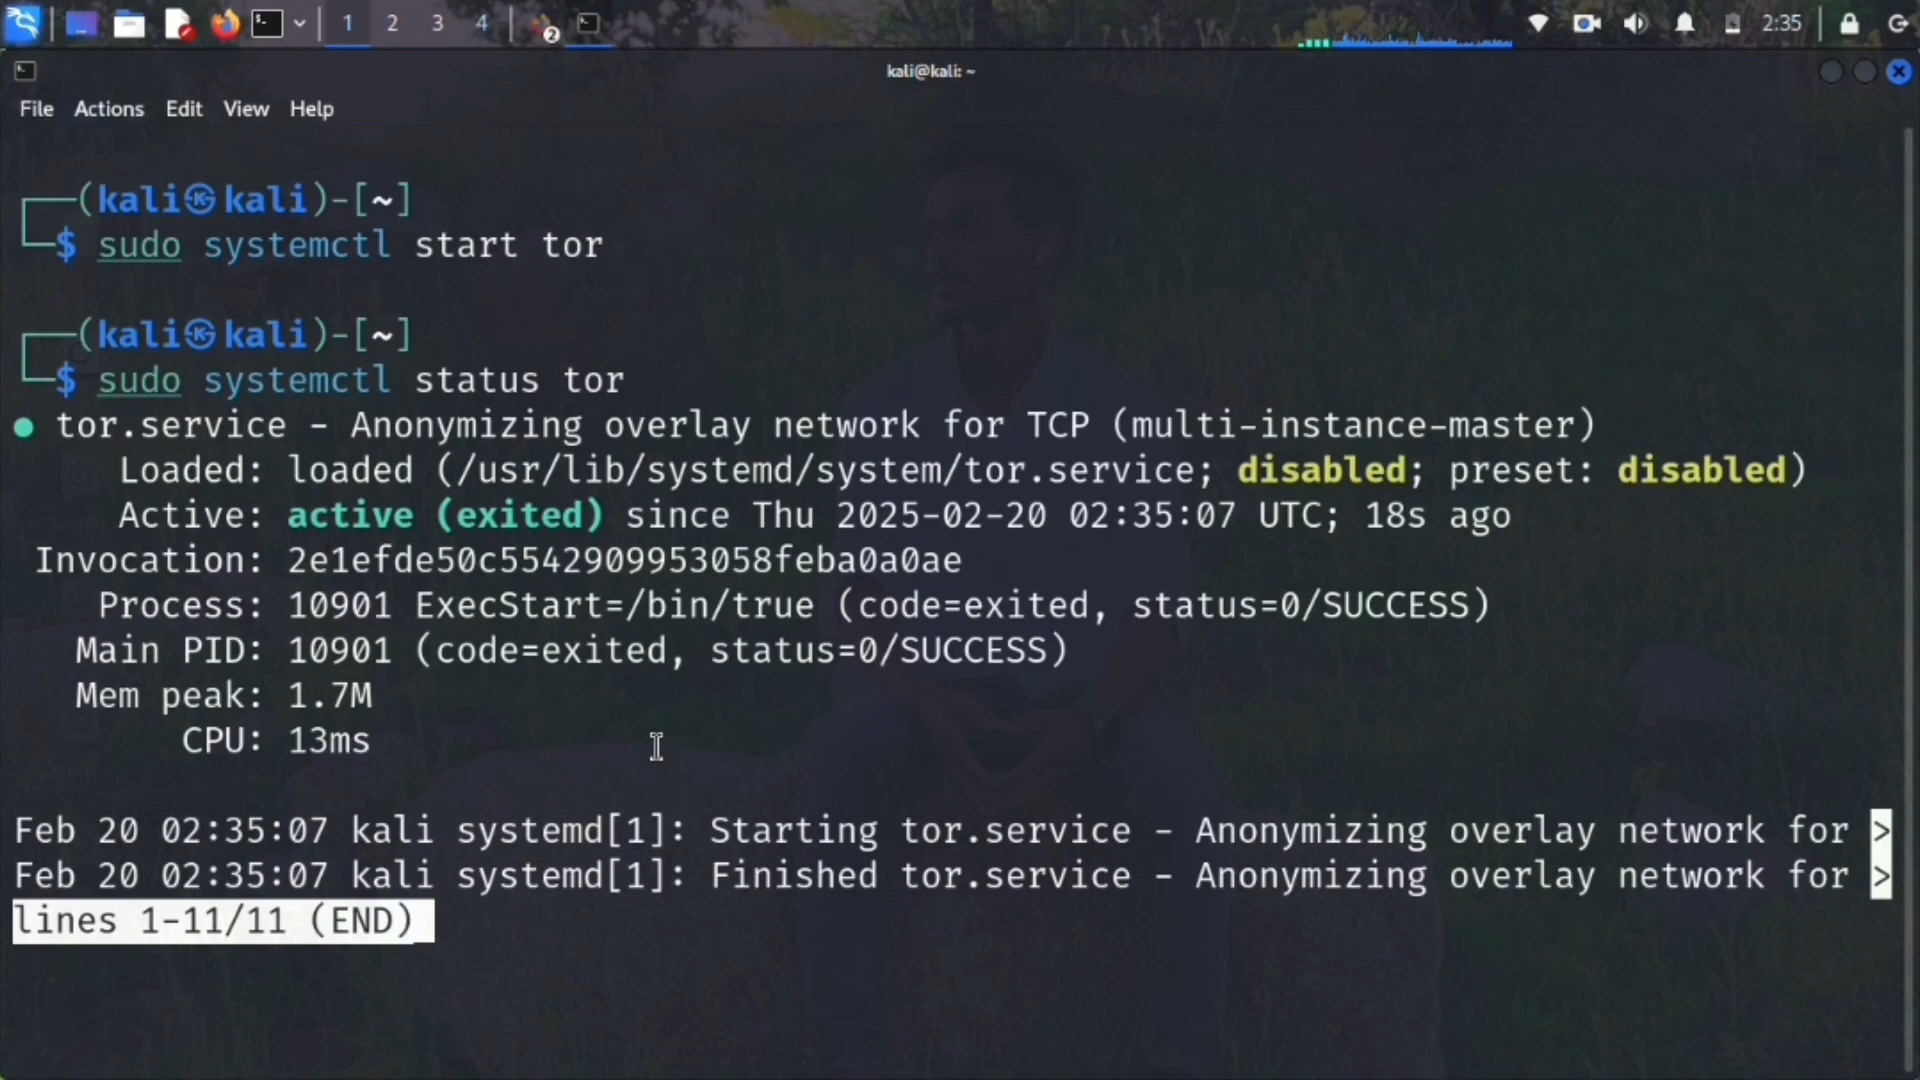 1 2 3 4 2 2:35
kali@kali: ~
File Actions Edit View Help
┌──(kali㉿kali)-[~]
└─$ sudo systemctl start tor
┌──(kali㉿kali)-[~]
└─$ sudo systemctl status tor
● tor.service - Anonymizing overlay network for TCP (multi-instance-master)
Loaded: loaded (/usr/lib/systemd/system/tor.service; disabled; preset: disabled)
Active: active (exited) since Thu 2025-02-20 02:35:07 UTC; 18s ago
Invocation: 2e1efde50c5542909953058feba0a0ae
Process: 10901 ExecStart=/bin/true (code=exited, status=0/SUCCESS)
Main PID: 10901 (code=exited, status=0/SUCCESS)
Mem peak: 1.7M
CPU: 13ms
Feb 20 02:35:07 kali systemd[1]: Starting tor.service - Anonymizing overlay network for >
Feb 20 02:35:07 kali systemd[1]: Finished tor.service - Anonymizing overlay network for >
lines 1-11/11 (END)